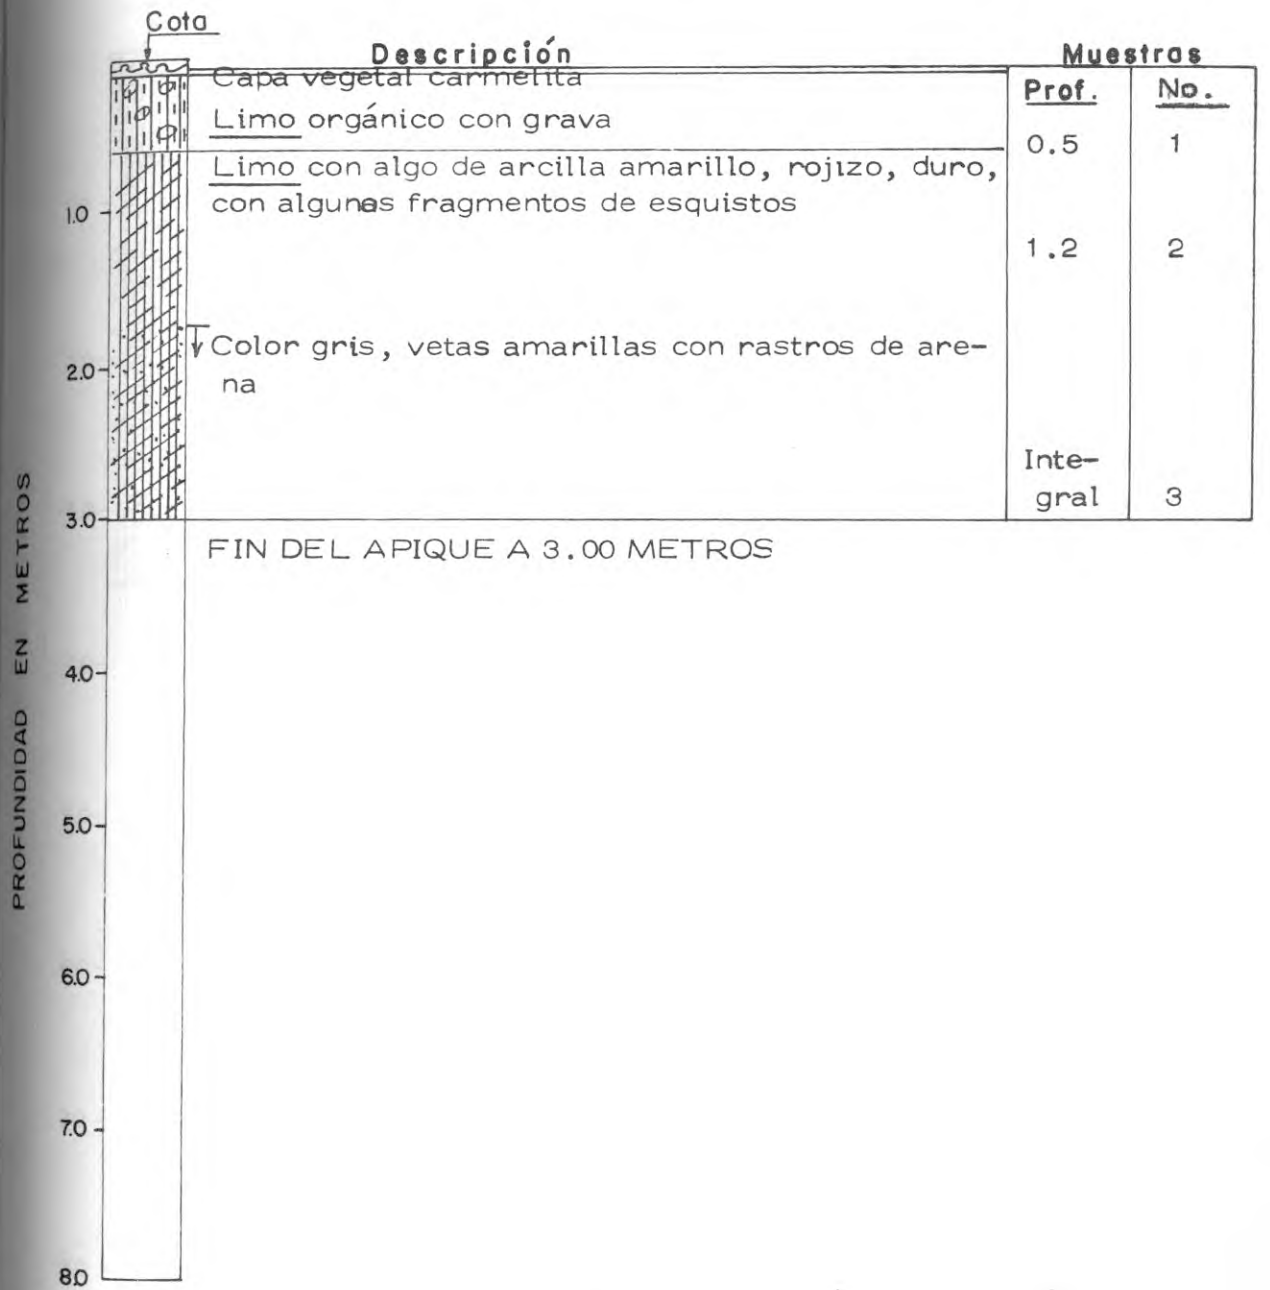 Cota
Descripción
Muestras
Capa vegetal carmelita
Prof.
No.
Limo orgánico con grava
0.5
1
Limo con algo de arcilla amarillo, rojizo, duro,
con algunos fragmentos de esquistos
1.0
1.2
2
Color gris, vetas amarillas con rastros de are-
na
2.0
Inte-
gral
3
3.0
FIN DEL APIQUE A 3.00 METROS
4.0
5.0
6.0
7.0
8.0
PROFUNDIDAD EN METROS